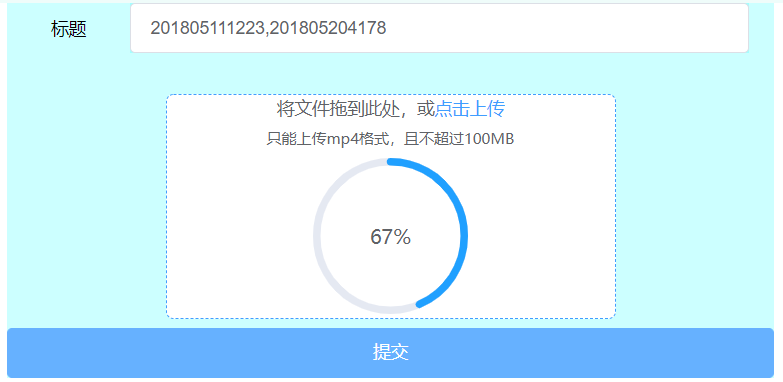 标题
201805111223,201805204178
将文件拖到此处，或点击上传
只能上传mp4格式，且不超过100MB
67%
提交